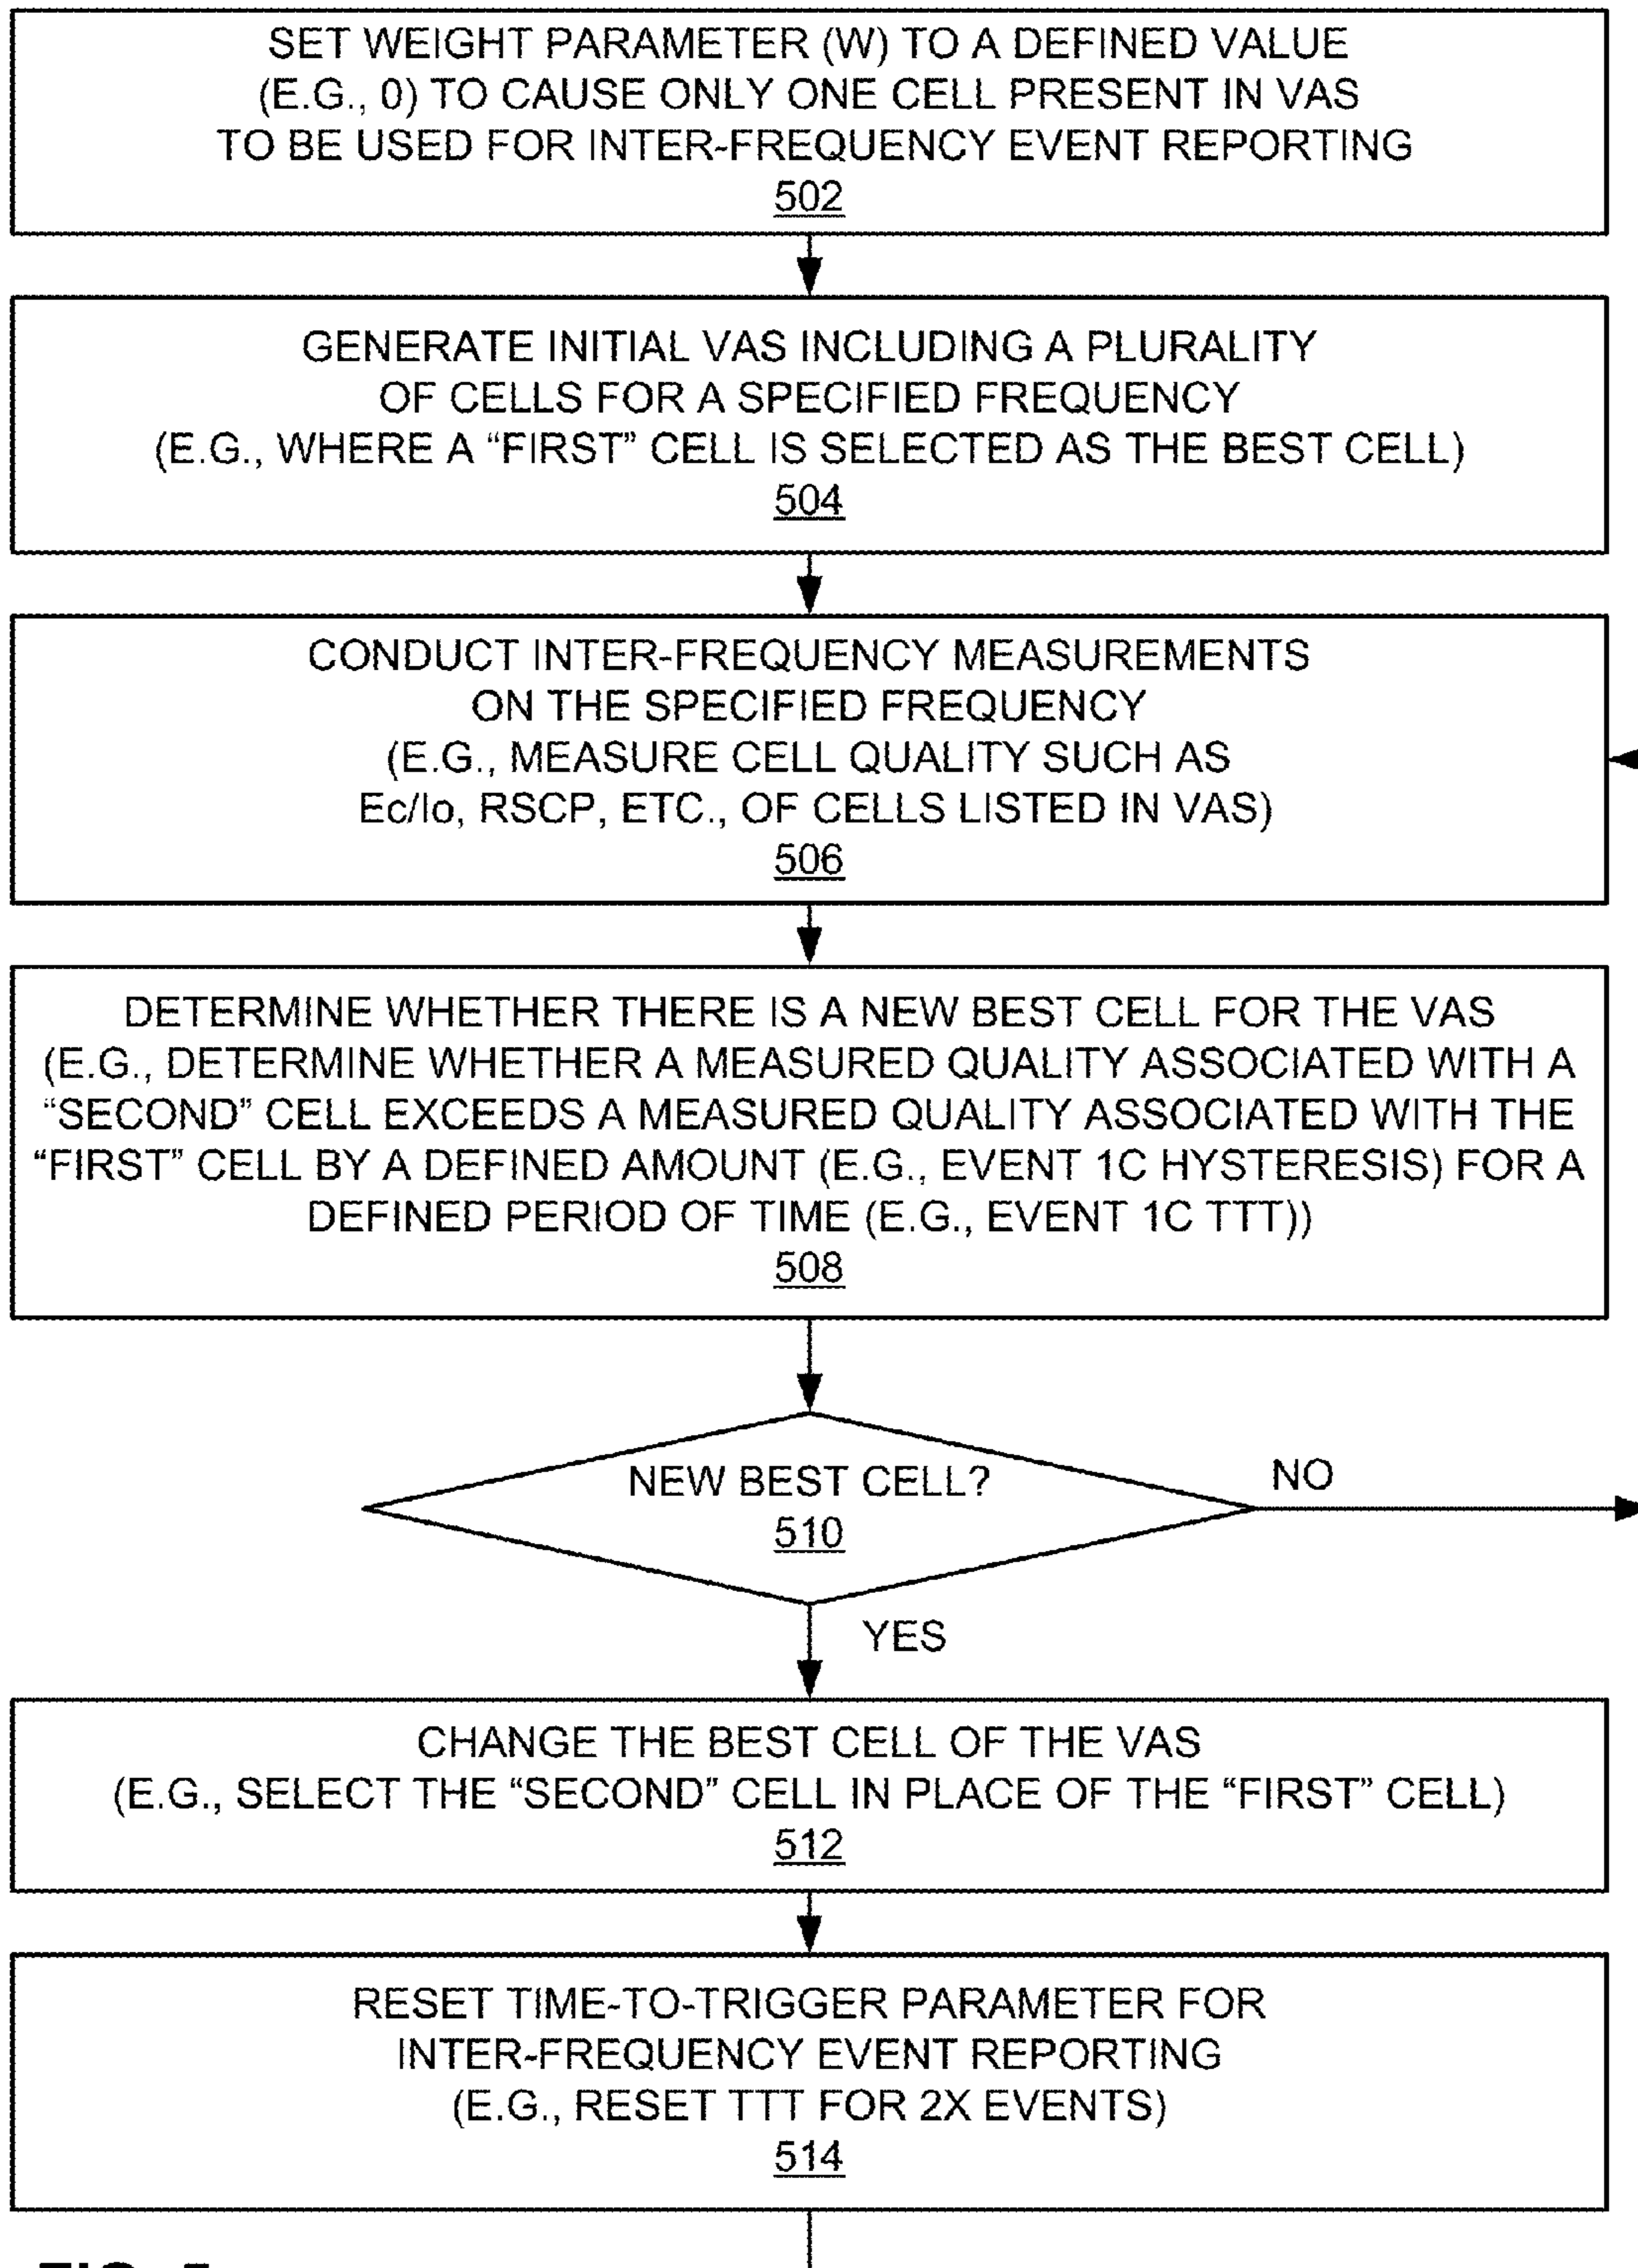 SET WEIGHT PARAMETER (W) TO A DEFINED VALUE
(E.G., 0) TO CAUSE ONLY ONE CELL PRESENT IN VAS
TO BE USED FOR INTER-FREQUENCY EVENT REPORTING
502
GENERATE INITIAL VAS INCLUDING A PLURALITY
OF CELLS FOR A SPECIFIED FREQUENCY
(E.G., WHERE A “FIRST” CELL IS SELECTED AS THE BEST CELL)
504
CONDUCT INTER-FREQUENCY MEASUREMENTS
ON THE SPECIFIED FREQUENCY
(E.G., MEASURE CELL QUALITY SUCH AS
Ec/Io, RSCP, ETC., OF CELLS LISTED IN VAS)
506
DETERMINE WHETHER THERE IS A NEW BEST CELL FOR THE VAS
(E.G., DETERMINE WHETHER A MEASURED QUALITY ASSOCIATED WITH A
“SECOND” CELL EXCEEDS A MEASURED QUALITY ASSOCIATED WITH THE
“FIRST” CELL BY A DEFINED AMOUNT (E.G., EVENT 1C HYSTERESIS) FOR A
DEFINED PERIOD OF TIME (E.G., EVENT 1C TTT))
508
NEW BEST CELL?
510
NO
YES
CHANGE THE BEST CELL OF THE VAS
(E.G., SELECT THE “SECOND” CELL IN PLACE OF THE “FIRST” CELL)
512
RESET TIME-TO-TRIGGER PARAMETER FOR
INTER-FREQUENCY EVENT REPORTING
(E.G., RESET TTT FOR 2X EVENTS)
514